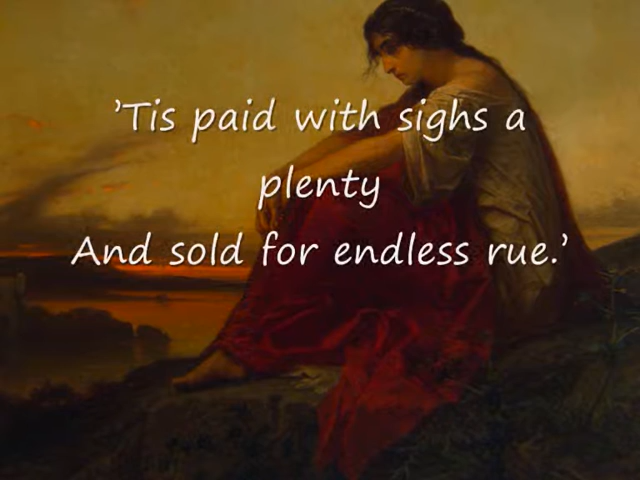 ’Tis paid with sighs a
plenty
And sold for endless rue.’